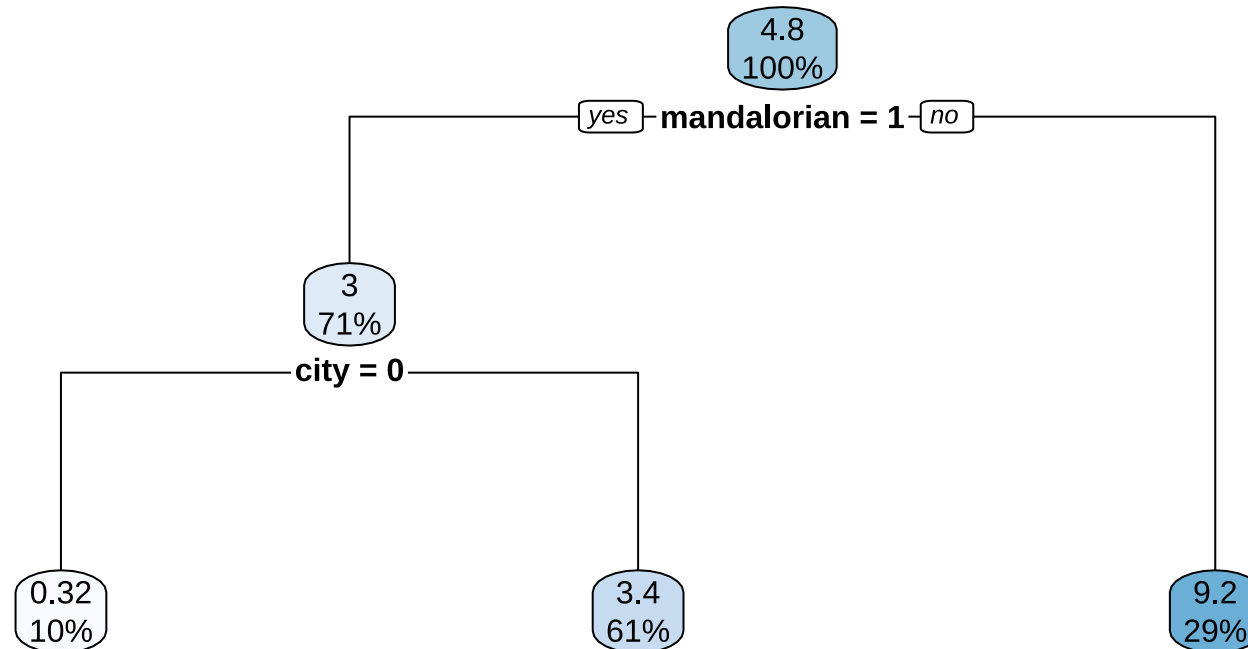 4.8
100%
yes mandalorian = 1 no
3
71%
city = 0
0.32 3.4 9.2
10% 61% 29%